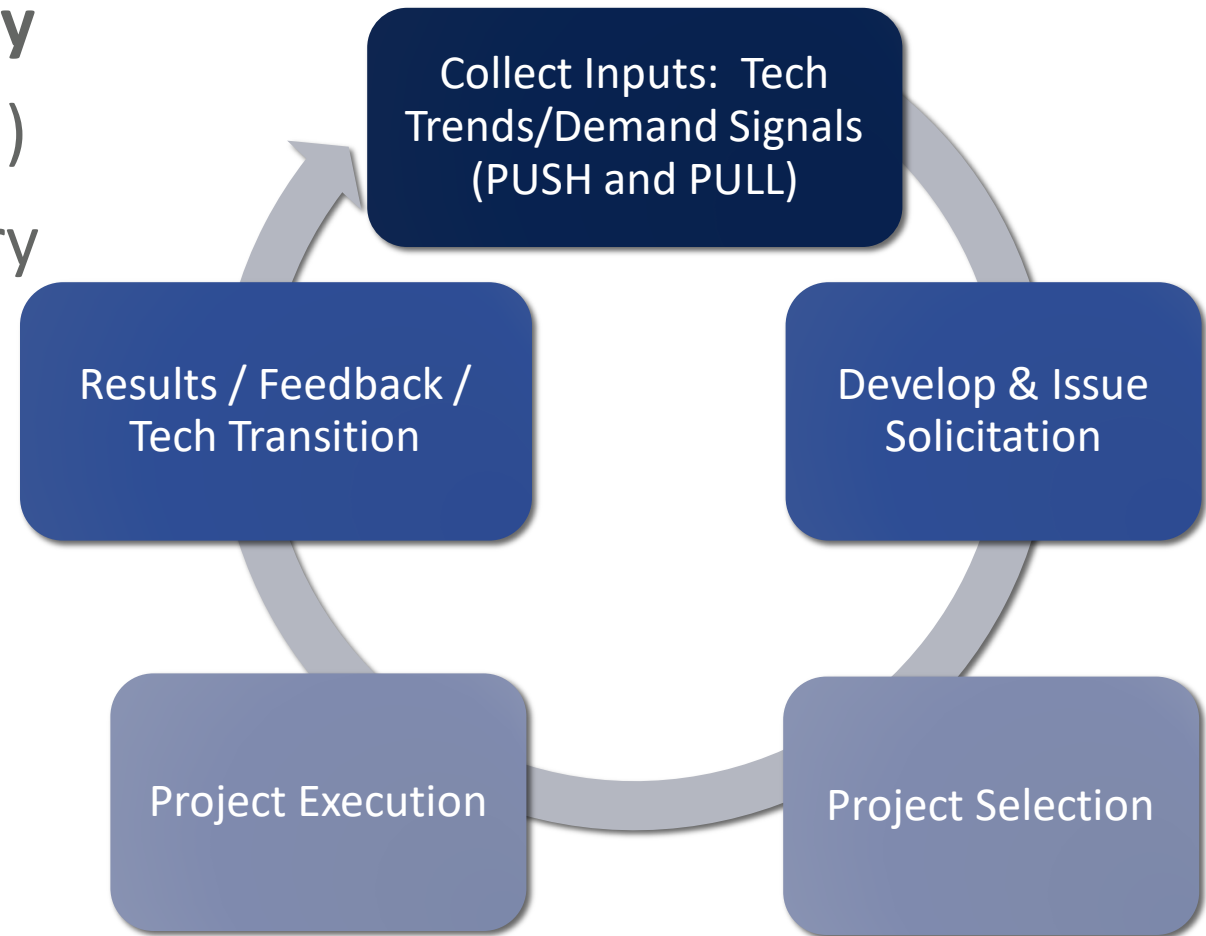 y
)
ry
Collect Inputs: Tech
Trends/Demand Signals
(PUSH and PULL)
Develop & Issue
Solicitation
Project Selection
Project Execution
Results / Feedback /
Tech Transition